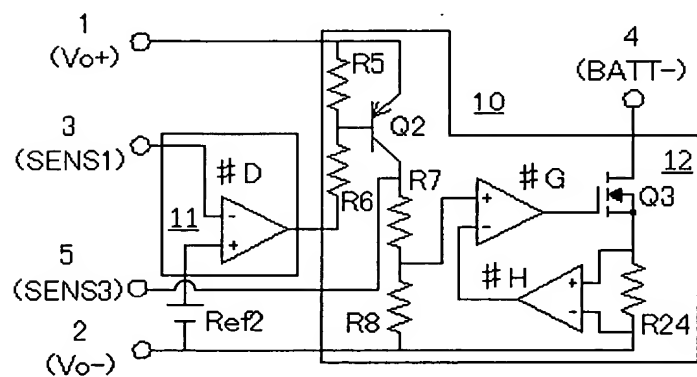 1
(Vo+)
4
(BATT-)
R5
10
Q2
3
(SENS1)
12
#D
R7
#G
Q3
11
-
+
R6
+
-
5
(SENS3)
#H
+
-
Ref2
R8
R24
2
(Vo-)